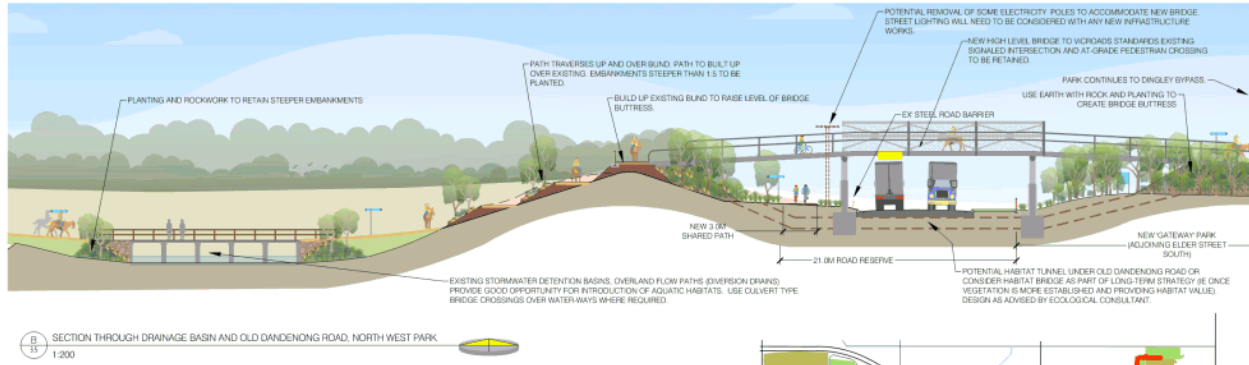 POTENTIAL REMOVAL OF SOME ELECTRICITY POLES TO ACCOMMODATE NEW BRIDGE.
STREET LIGHTING WILL NEED TO BE CONSIDERED WITH ANY NEW INFRASTRUCTURE
WORKS.
NEW HIGH LEVEL BRIDGE TO VICROADS STANDARDS EXISTING
SIGNALED INTERSECTION AND AT-GRADE PEDESTRIAN CROSSING
TO BE RETAINED.
PATH TRAVERSES UP AND OVER BUND. PATH TO BUILT UP
OVER EXISTING. EMBANKMENTS STEEPER THAN 1:5 TO BE
PLANTED.
PARK CONTINUES TO DINGLEY BYPASS.
PLANTING AND ROCKWORK TO RETAIN STEEPER EMBANKMENTS
BUILD UP EXISTING BUND TO RAISE LEVEL OF BRIDGE
BUTTRESS.
USE EARTH WITH ROCK AND PLANTING TO
CREATE BRIDGE BUTTRESS
EX' STEEL ROAD BARRIER
NEW 3.0M
SHARED PATH
21.0M ROAD RESERVE
NEW 'GATEWAY' PARK
(ADJOINING ELDER STREET
SOUTH)
EXISTING STORMWATER DETENTION BASINS, OVERLAND FLOW PATHS (DIVERSION DRAINS)
PROVIDE GOOD OPPORTUNITY FOR INTRODUCTION OF AQUATIC HABITATS. USE CULVERT TYPE
BRIDGE CROSSINGS OVER WATER-WAYS WHERE REQUIRED.
POTENTIAL HABITAT TUNNEL UNDER OLD DANDENONG ROAD OR
CONSIDER HABITAT BRIDGE AS PART OF LONG-TERM STRATEGY (IE ONCE
VEGETATION IS MORE ESTABLISHED AND PROVIDING HABITAT VALUE).
DESIGN AS ADVISED BY ECOLOGICAL CONSULTANT.
B
35
SECTION THROUGH DRAINAGE BASIN AND OLD DANDENONG ROAD, NORTH WEST PARK
1:200